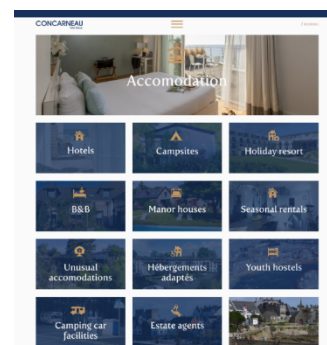 CONCARNEAU
Accomodation
Hotels
Campsites
Holiday resort
B&B
Manor houses
Seasonal rentals
Unusual
accomodations
Hébergements
adaptés
Youth hostels
Camping car
facilities
Estate agents